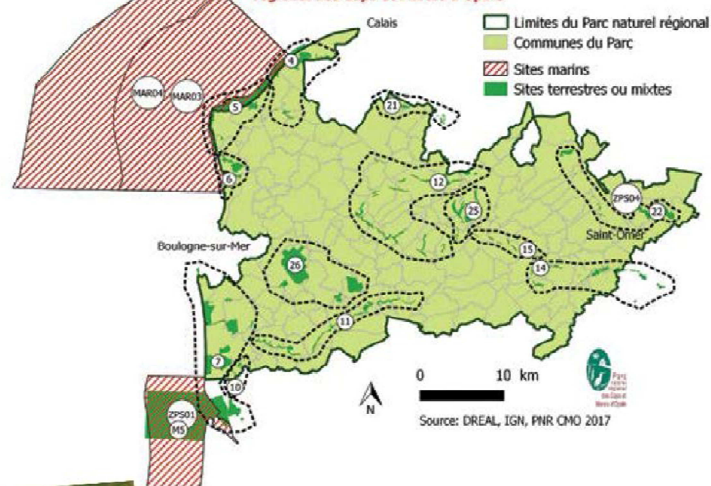 Calais
Limites du Parc naturel régional
Communes du Parc
Sites marins
Sites terrestres ou mixtes
MAR04
MAR03
4
5
21
6
12
25
ZPS04
22
Saint-Omer
15
14
Boulogne-sur-Mer
26
11
7
10
0 10 km
N
ZPS01
M5
Parc
Source: DREAL, IGN, PNR CMO 2017